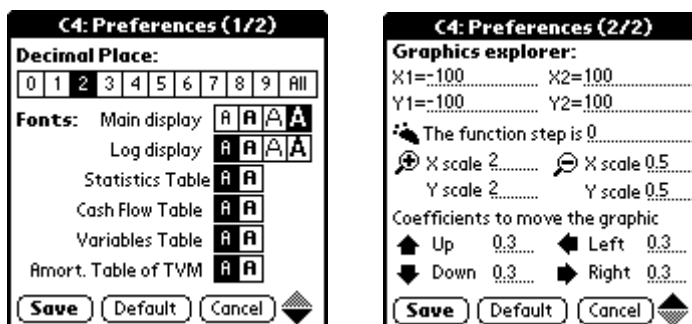 C4: Preferences (1/2)
Decimal Place:
0 1 2 3 4 5 6 7 8 9 All
Fonts: Main display A A A A
Log display A A A A
Statistics Table A A
Cash Flow Table A A
Variables Table A A
Amort. Table of TVM A A
Save Default Cancel
C4: Preferences (2/2)
Graphics explorer:
X1=-100 X2=100
Y1=-100 Y2=100
The function step is 0
X scale 2 X scale 0.5
Y scale 2 Y scale 0.5
Coefficients to move the graphic
Up 0.3 Left 0.3
Down 0.3 Right 0.3
Save Default Cancel